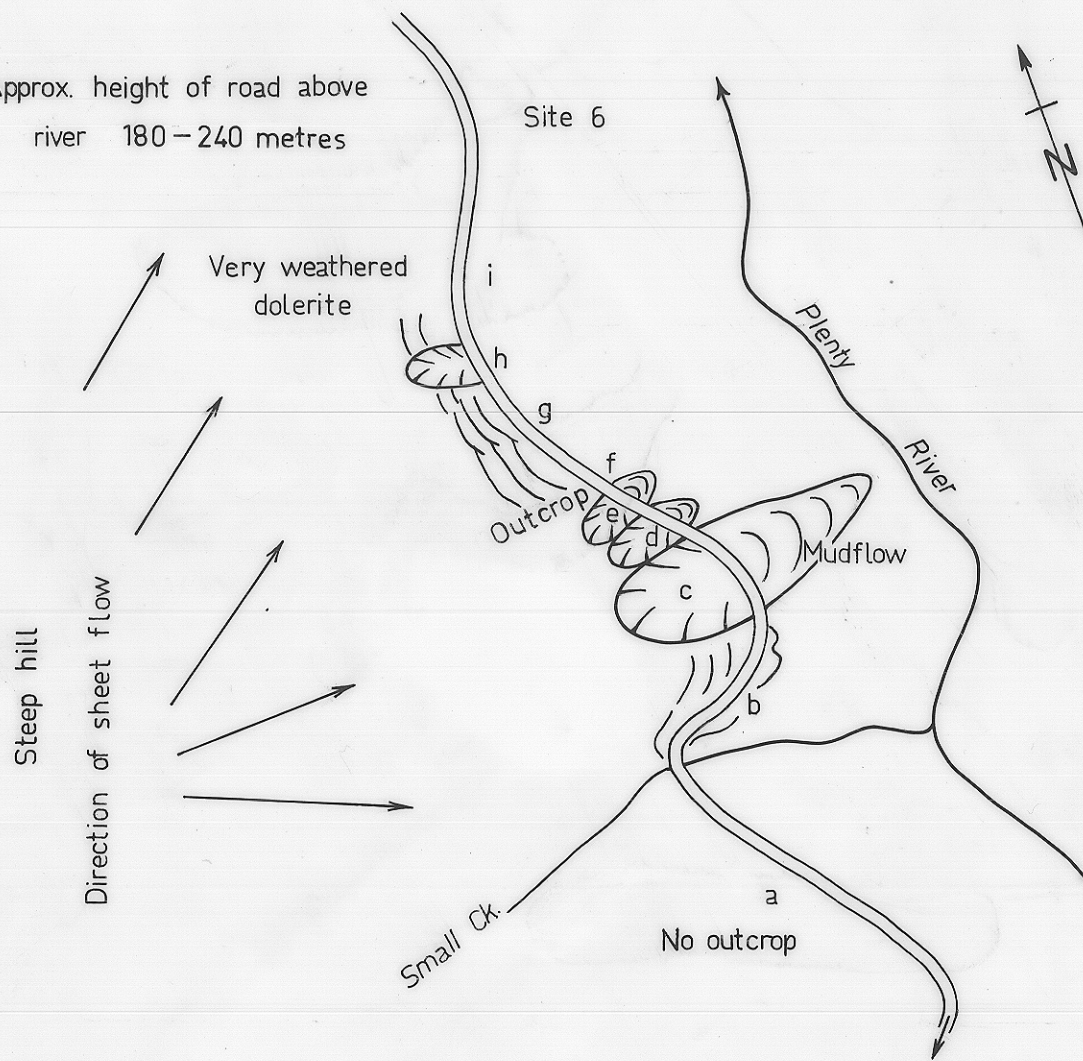 Approx. height of road above
river 180 – 240 metres
Site 6
N
Very weathered
dolerite
i
h
g
f
e
d
c
b
a
Plenty
River
Outcrop
Mudflow
Steep hill
Direction of sheet flow
Small Ck.
No outcrop